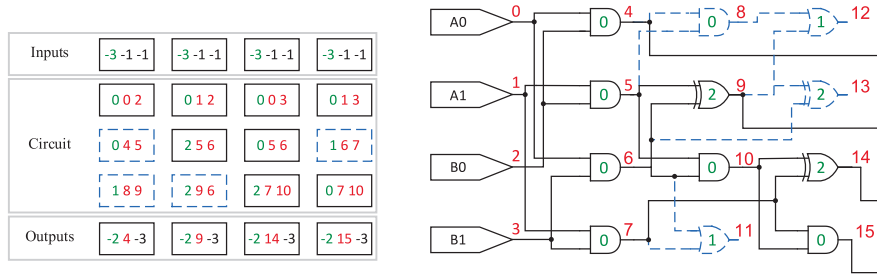 Inputs -3 -1 -1 -3 -1 -1 -3 -1 -1 -3 -1 -1
Circuit
0 0 2 0 1 2 0 0 3 0 1 3
0 4 5 2 5 6 0 5 6 1 6 7
1 8 9 2 9 6 2 7 10 0 7 10
Outputs -2 4 -3 -2 9 -3 -2 14 -3 -2 15 -3
A0 0 0 4 0 8 1 12
A1 1 0 5 2 9 2 13
B0 2 0 6 0 10 2 14
B1 3 0 7 1 11 0 15